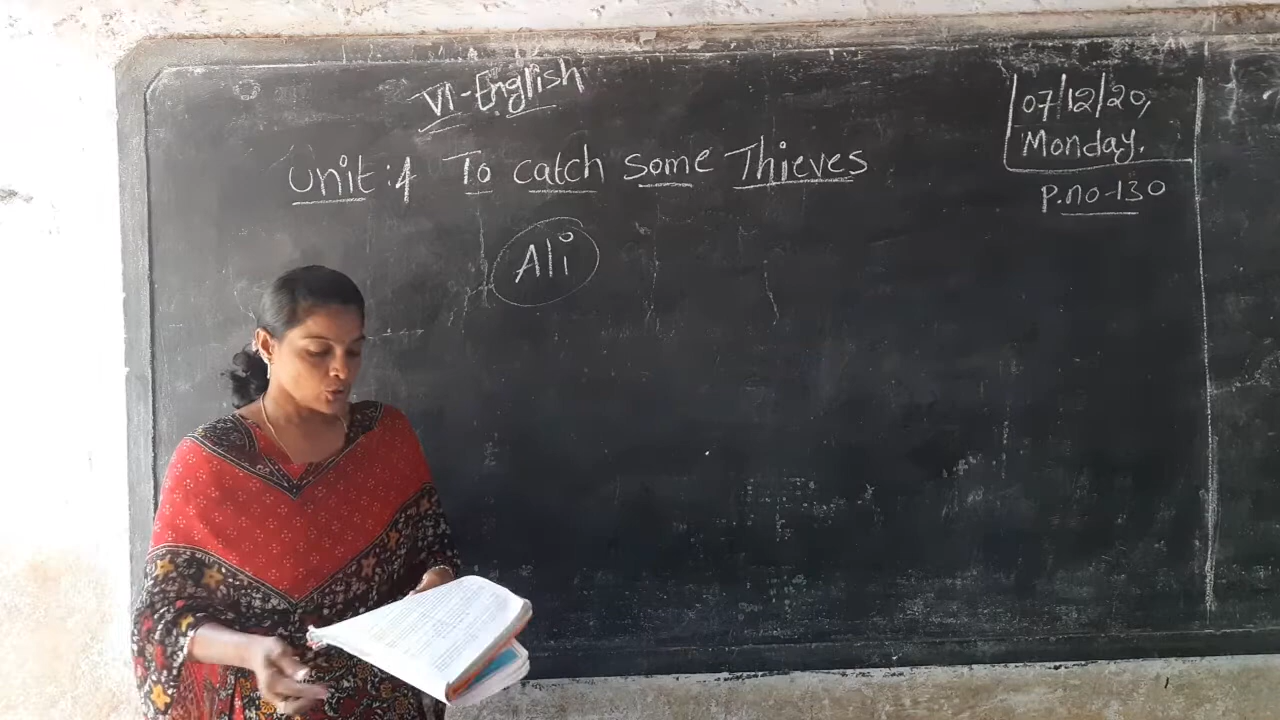 VI-English
Unit:4 To catch some Thieves
Ali
07/12/20,
Monday.
P.no-130